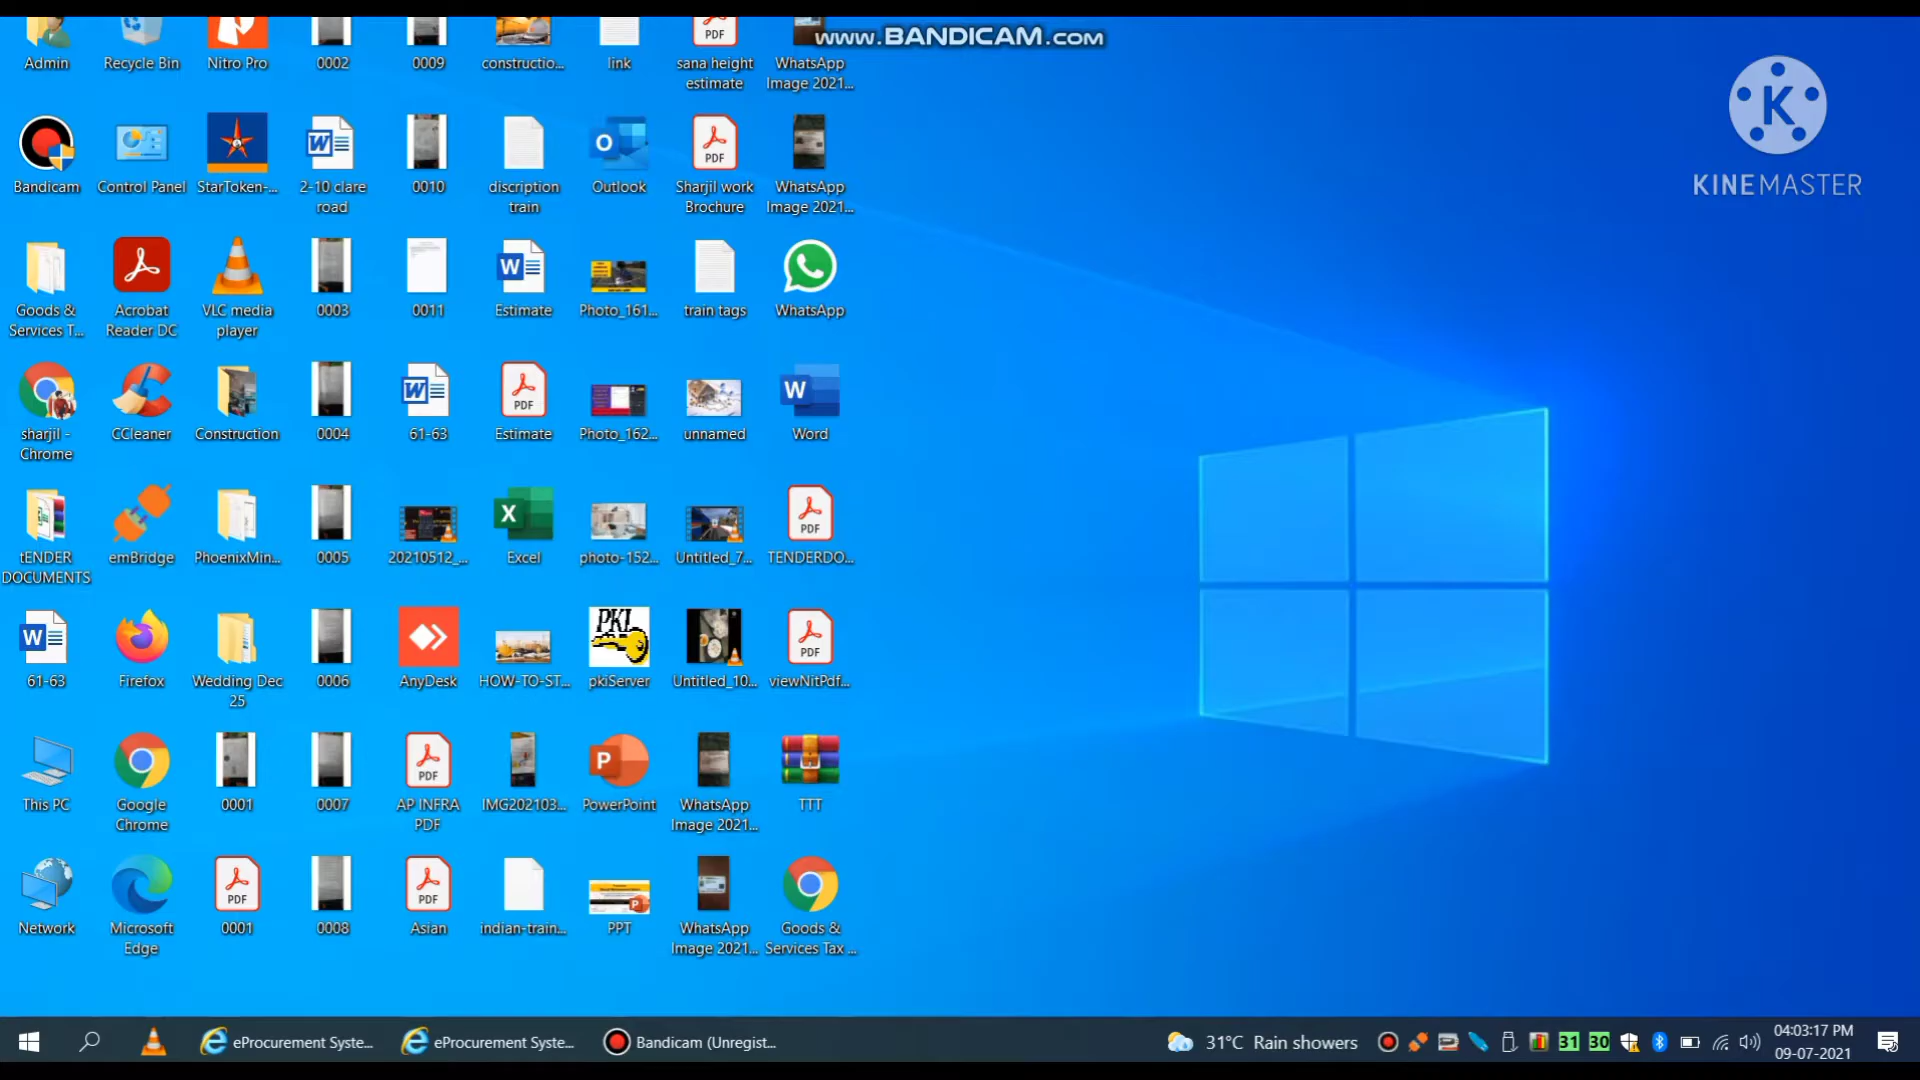 www.BANDICAM.com
KINEMASTER
Admin
Recycle Bin
Nitro Pro
0002
0009
constructio...
link
sana height
estimate
WhatsApp
Image 2021...
Bandicam
Control Panel
StarToken-...
2-10 clare
road
0010
discription
train
Outlook
Sharjil work
Brochure
WhatsApp
Image 2021...
Goods &
Services T...
Acrobat
Reader DC
VLC media
player
0003
0011
Estimate
Photo_161...
train tags
WhatsApp
sharjil -
Chrome
CCleaner
Construction
0004
61-63
Estimate
Photo_162...
unnamed
Word
tENDER
DOCUMENTS
emBridge
PhoenixMin...
0005
20210512_...
Excel
photo-152...
Untitled_7...
TENDERDO...
61-63
Firefox
Wedding Dec
25
0006
AnyDesk
HOW-TO-ST...
pkiServer
Untitled_10...
viewNitPdf...
This PC
Google
Chrome
0001
0007
AP INFRA
PDF
IMG202103...
PowerPoint
WhatsApp
Image 2021...
TTT
Network
Microsoft
Edge
0001
0008
Asian
indian-train...
PPT
WhatsApp
Image 2021...
Goods &
Services Tax ...
eProcurement Syste...
eProcurement Syste...
Bandicam (Unregist...
31°C Rain showers
31
30
04:03:17 PM
09-07-2021